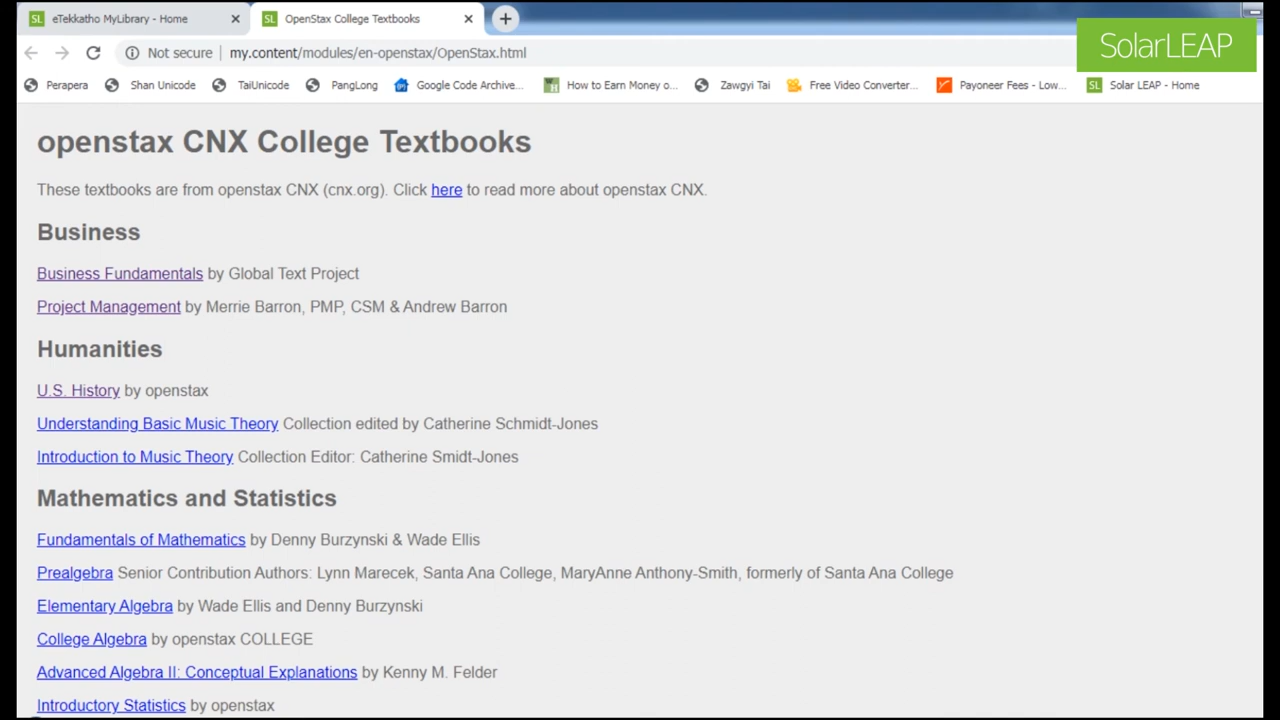 eTekkatho MyLibrary - Home
OpenStax College Textbooks
Not secure my.content/modules/en-openstax/OpenStax.html
SolarLEAP
Perapera Shan Unicode TaiUnicode PangLong Google Code Archive... How to Earn Money o... Zawgyi Tai Free Video Converter... Payoneer Fees - Low... Solar LEAP - Home
openstax CNX College Textbooks
These textbooks are from openstax CNX (cnx.org). Click here to read more about openstax CNX.
Business
Business Fundamentals by Global Text Project
Project Management by Merrie Barron, PMP, CSM & Andrew Barron
Humanities
U.S. History by openstax
Understanding Basic Music Theory Collection edited by Catherine Schmidt-Jones
Introduction to Music Theory Collection Editor: Catherine Smidt-Jones
Mathematics and Statistics
Fundamentals of Mathematics by Denny Burzynski & Wade Ellis
Prealgebra Senior Contribution Authors: Lynn Marecek, Santa Ana College, MaryAnne Anthony-Smith, formerly of Santa Ana College
Elementary Algebra by Wade Ellis and Denny Burzynski
College Algebra by openstax COLLEGE
Advanced Algebra II: Conceptual Explanations by Kenny M. Felder
Introductory Statistics by openstax